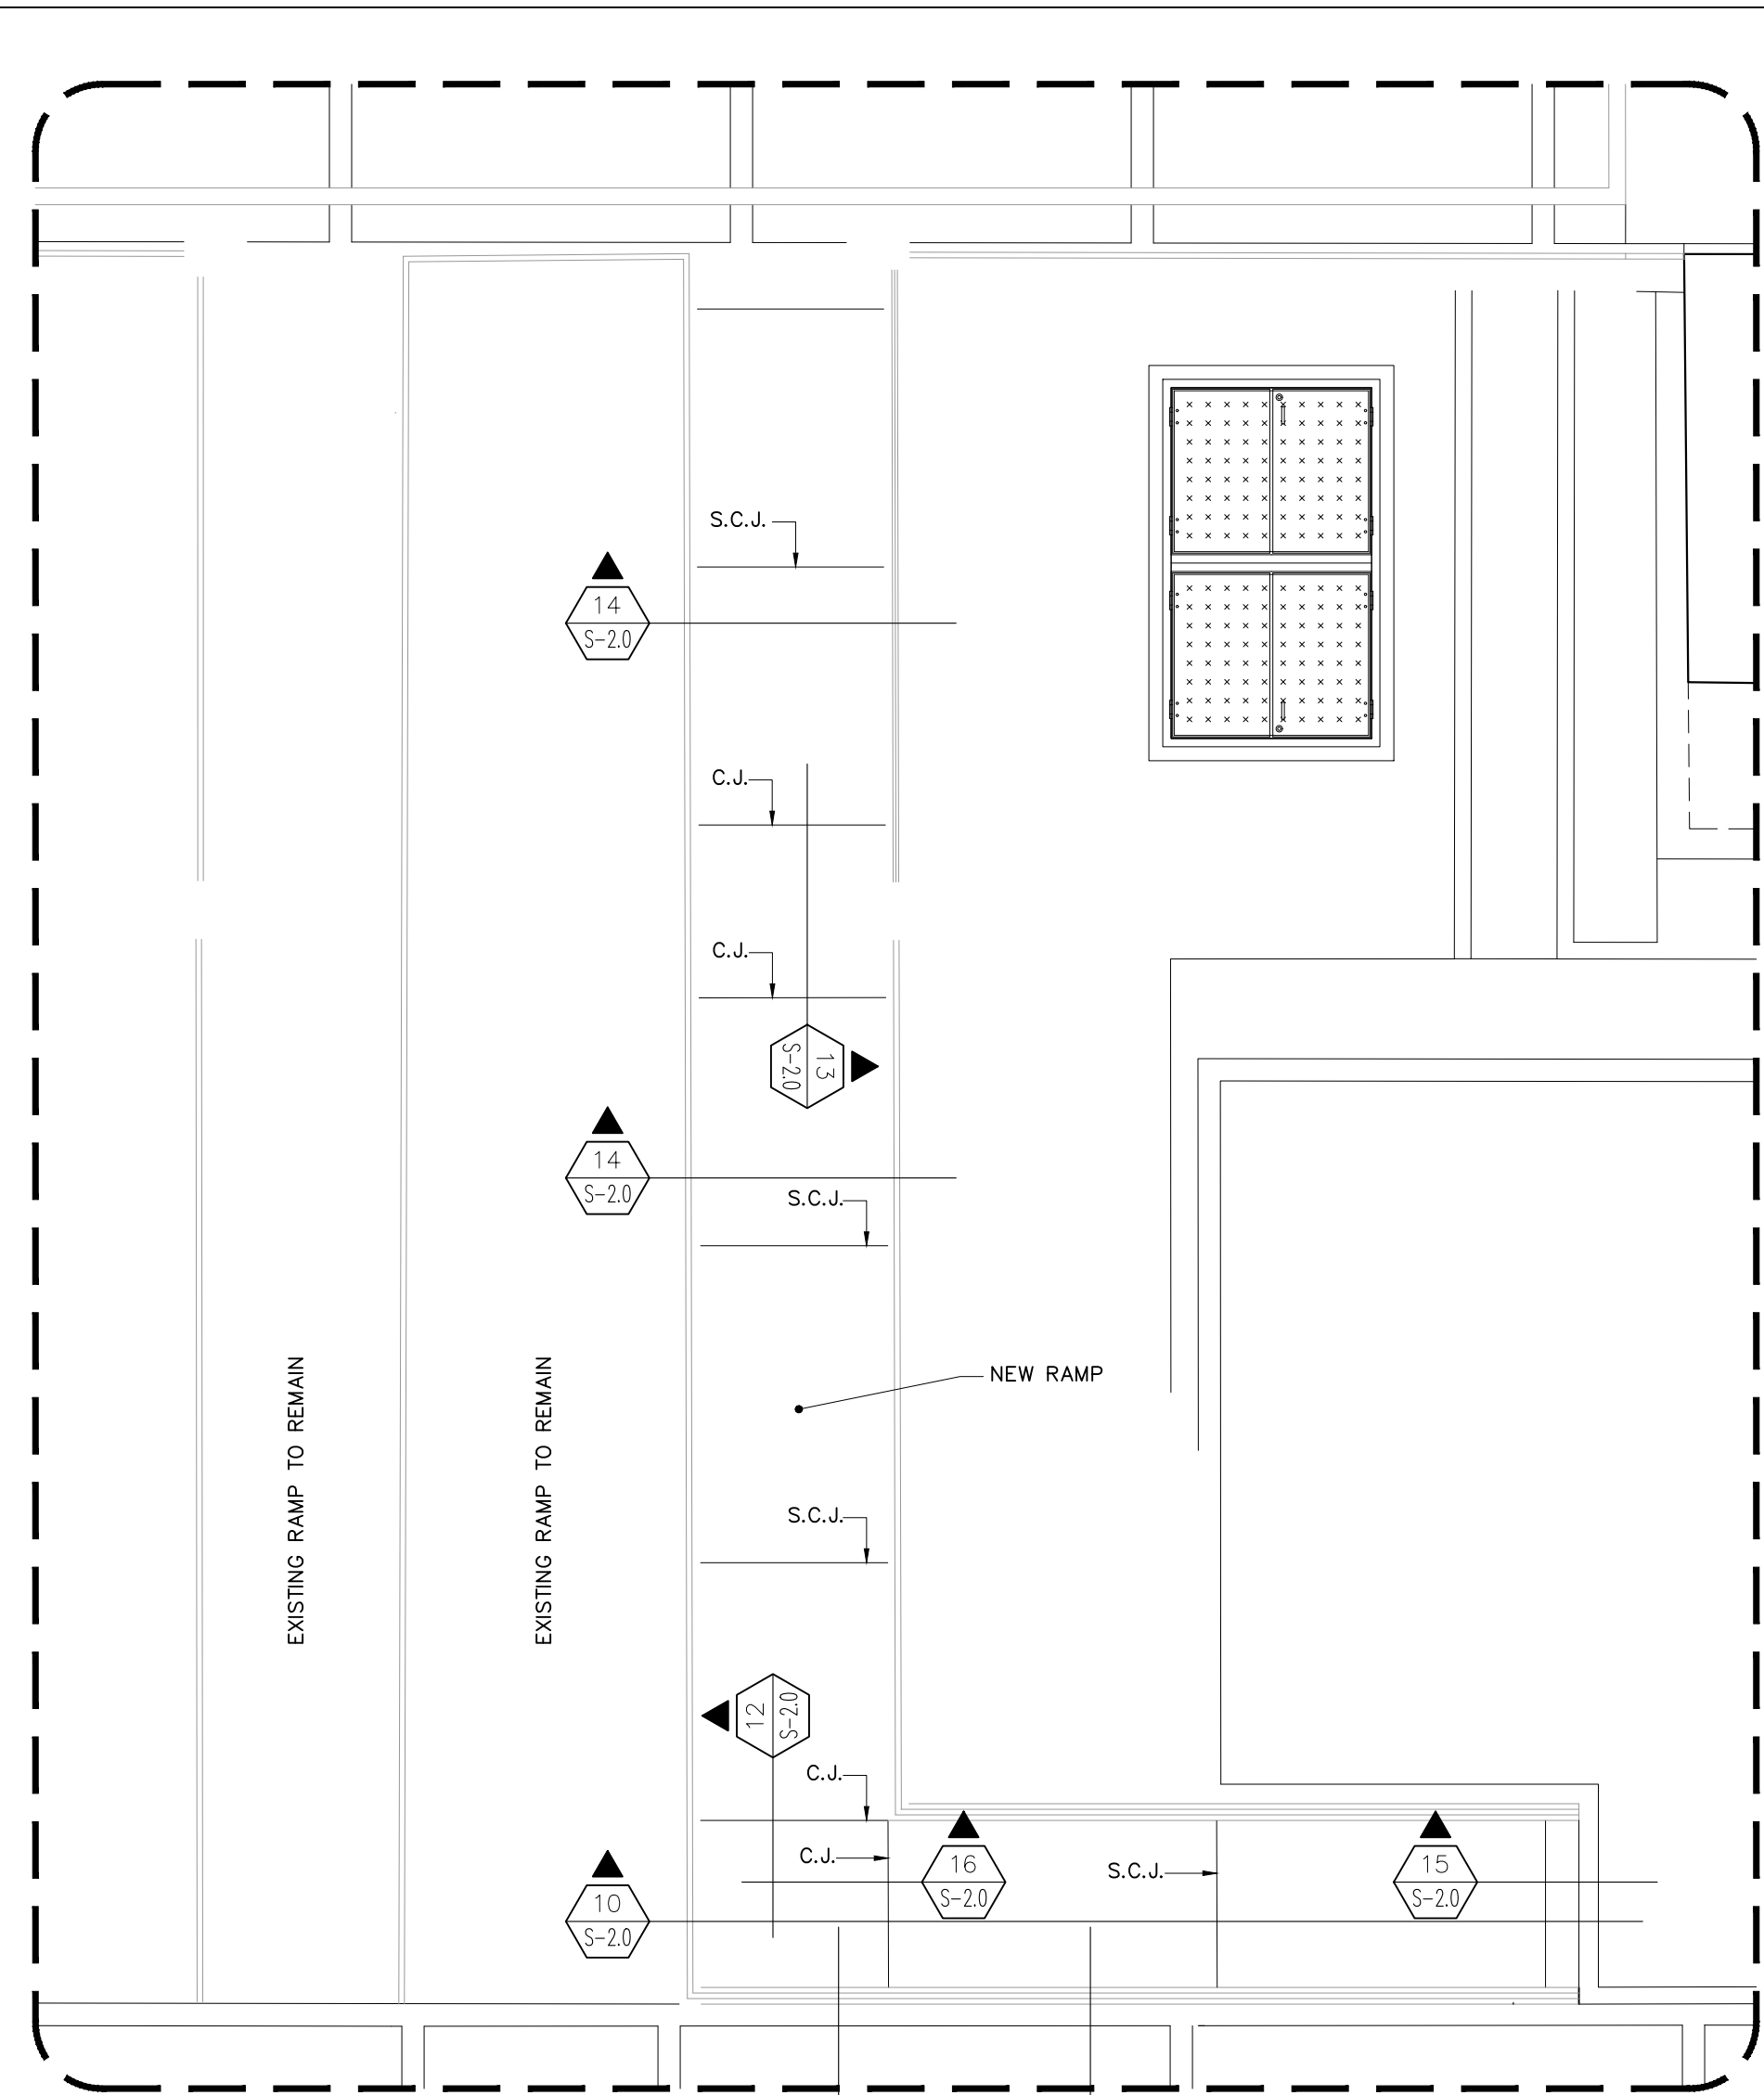 S.C.J.
14
S-2.0
C.J.
C.J.
13
S-2.0
14
S-2.0
S.C.J.
EXISTING RAMP TO REMAIN
EXISTING RAMP TO REMAIN
NEW RAMP
S.C.J.
12
S-2.0
C.J.
C.J.
16
S-2.0
S.C.J.
15
S-2.0
10
S-2.0